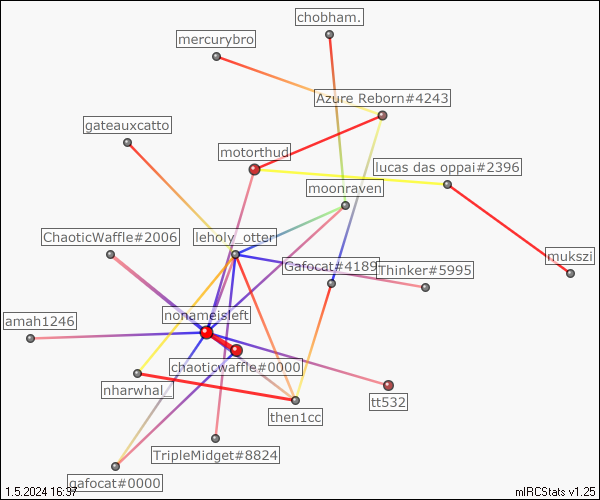 chobham.
mercurybro
Azure Reborn#4243
gateauxcatto
motorthud
lucas das oppai#2396
moonraven
ChaoticWaffle#2006
leholy_otter
mukszi
Gafocat#4189
Thinker#5995
nonameisleft
amah1246
chaoticwaffle#0000
nharwhal_
tt532
then1cc
TripleMidget#8824
gafocat#0000
1.5.2024 16:37
mIRCStats v1.25